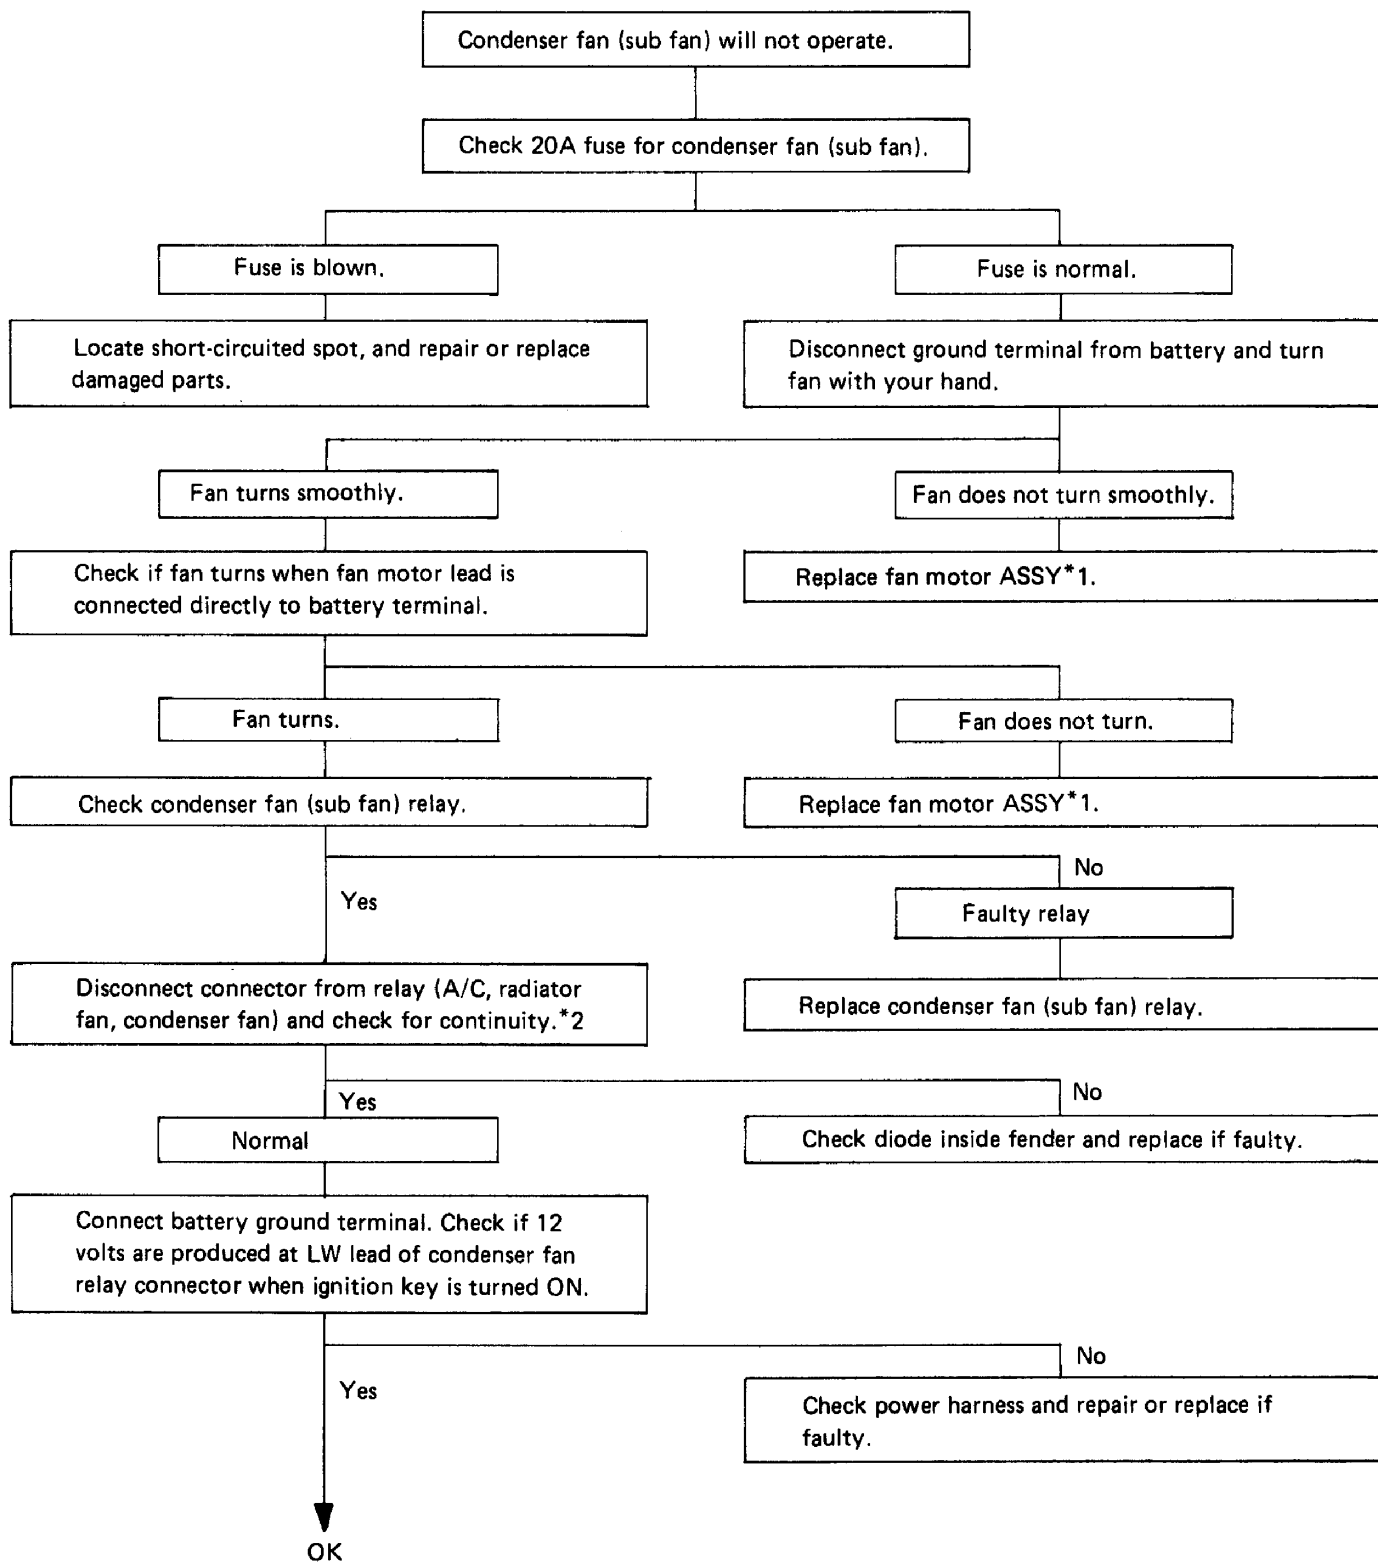 Condenser fan (sub fan) will not operate.
Check 20A fuse for condenser fan (sub fan).
Fuse is blown.
Fuse is normal.
Locate short-circuited spot, and repair or replace
damaged parts.
Disconnect ground terminal from battery and turn
fan with your hand.
Fan turns smoothly.
Fan does not turn smoothly.
Check if fan turns when fan motor lead is
connected directly to battery terminal.
Replace fan motor ASSY*1.
Fan turns.
Fan does not turn.
Check condenser fan (sub fan) relay.
Replace fan motor ASSY*1.
No
Yes
Faulty relay
Disconnect connector from relay (A/C, radiator
fan, condenser fan) and check for continuity.*2
Replace condenser fan (sub fan) relay.
Yes
No
Normal
Check diode inside fender and replace if faulty.
Connect battery ground terminal. Check if 12
volts are produced at LW lead of condenser fan
relay connector when ignition key is turned ON.
No
Yes
Check power harness and repair or replace if
faulty.
OK